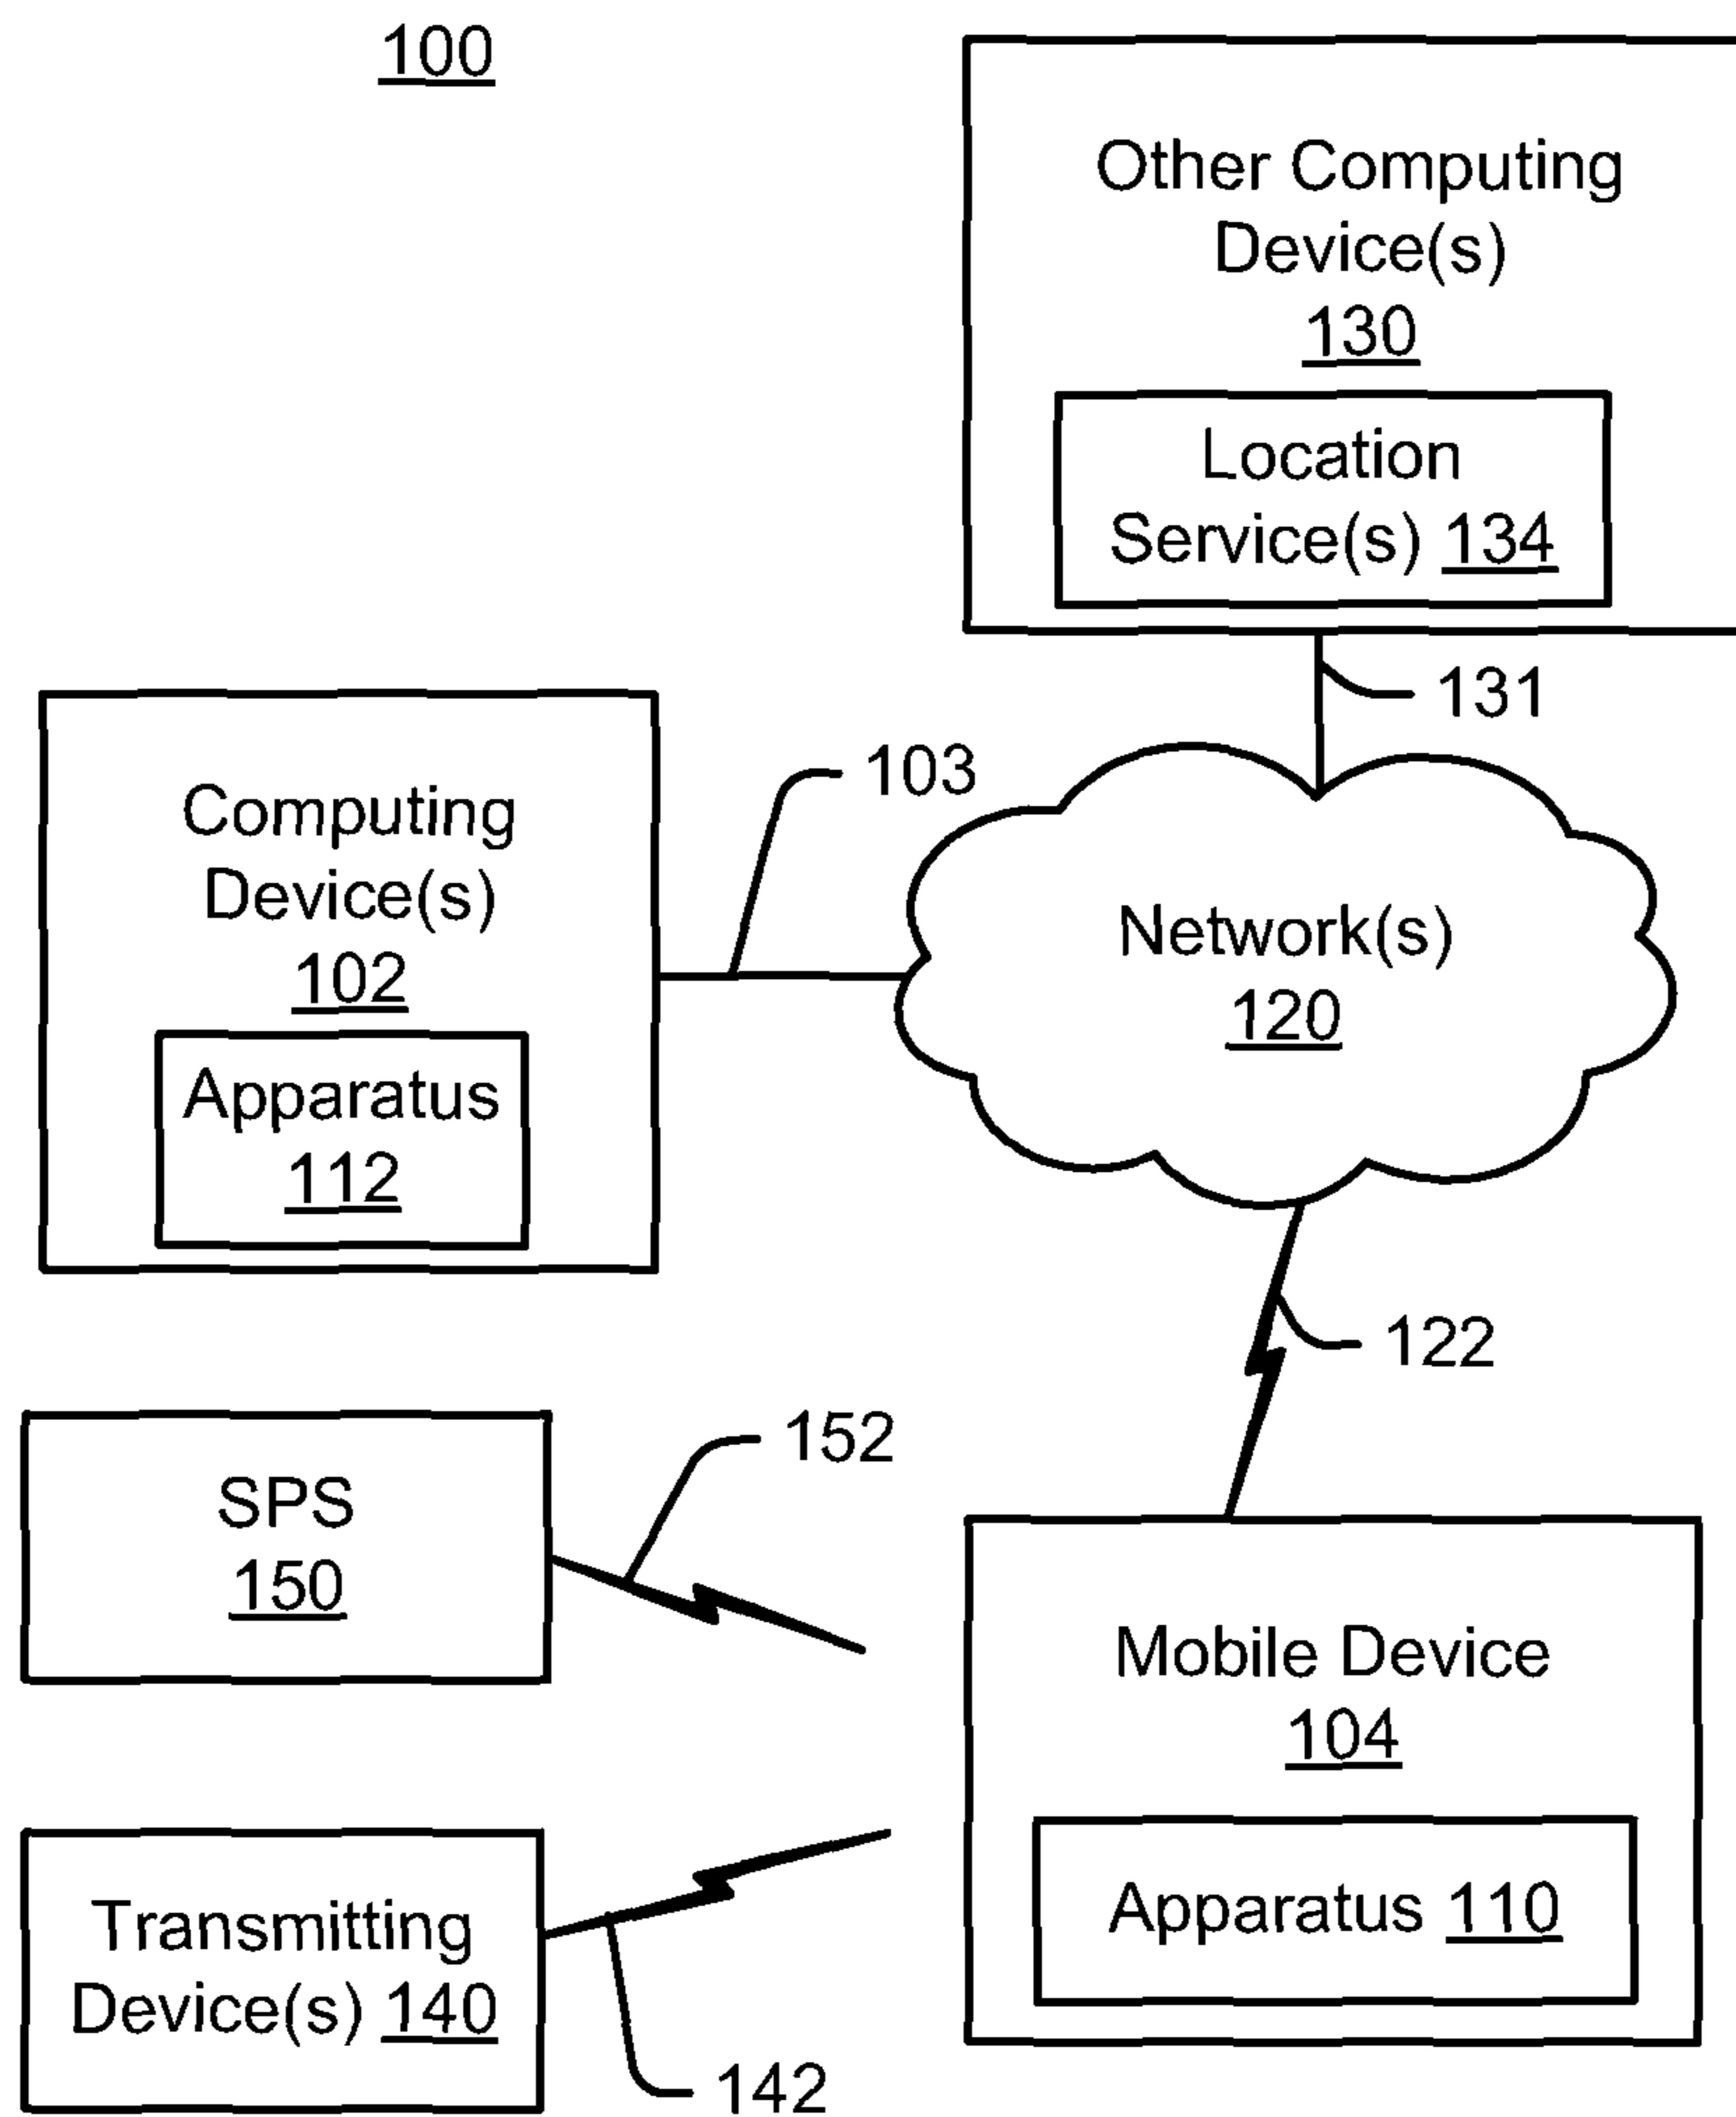 100
Other Computing
Device(s)
130
Location
Service(s) 134
131
103
Computing
Device(s)
102
Apparatus
112
Network(s)
120
122
152
SPS
150
Mobile Device
104
Apparatus 110
Transmitting
Device(s) 140
142